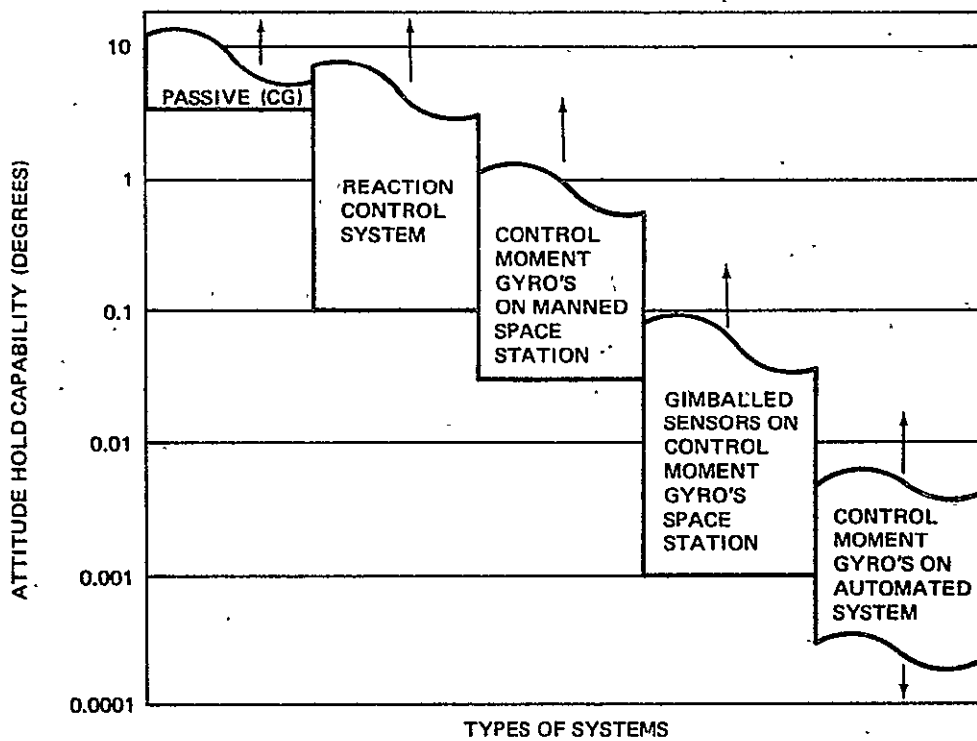 ATTITUDE HOLD CAPABILITY (DEGREES)
10
1
0.1
0.01
0.001
0.0001
PASSIVE (CG)
REACTION
CONTROL
SYSTEM
CONTROL
MOMENT
GYRO'S
ON MANNED
SPACE
STATION
GIMBALLED
SENSORS ON
CONTROL
MOMENT
GYRO'S
SPACE
STATION
CONTROL
MOMENT
GYRO'S ON
AUTOMATED
SYSTEM
TYPES OF SYSTEMS